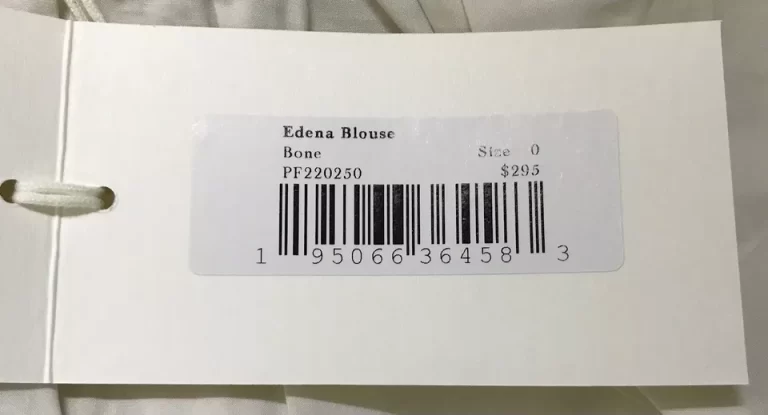 Edena Blouse
Bone Size 0
PF220250 $295
1 95066 36458 3